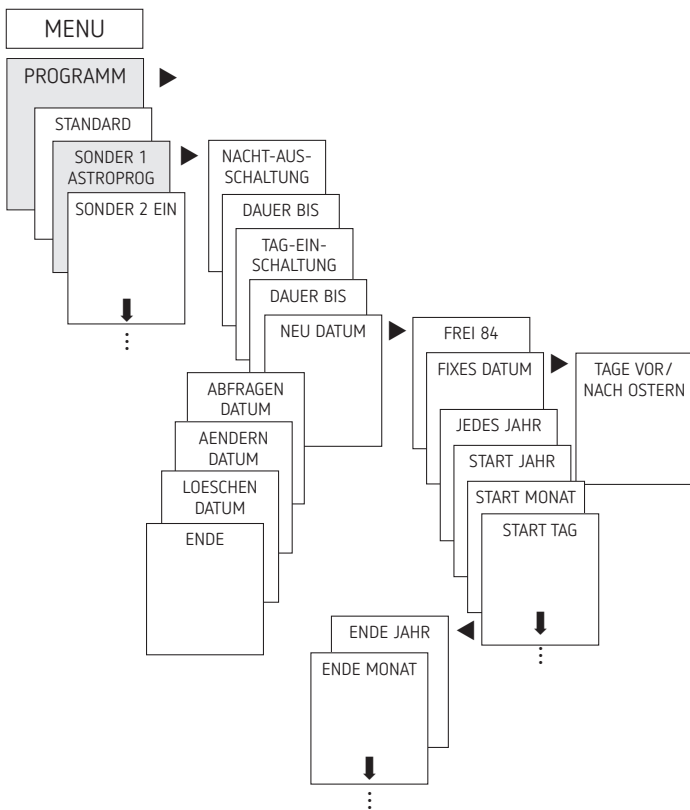 MENU
PROGRAMM
STANDARD
SONDER 1
ASTROPROG
SONDER 2 EIN
NACHT-AUS-
SCHALTUNG
DAUER BIS
TAG-EIN-
SCHALTUNG
DAUER BIS
NEU DATUM
ABFRAGEN
DATUM
AENDERN
DATUM
LOESCHEN
DATUM
ENDE
FREI 84
FIXES DATUM
JEDES JAHR
START JAHR
START MONAT
START TAG
TAGE VOR/
NACH OSTERN
ENDE JAHR
ENDE MONAT